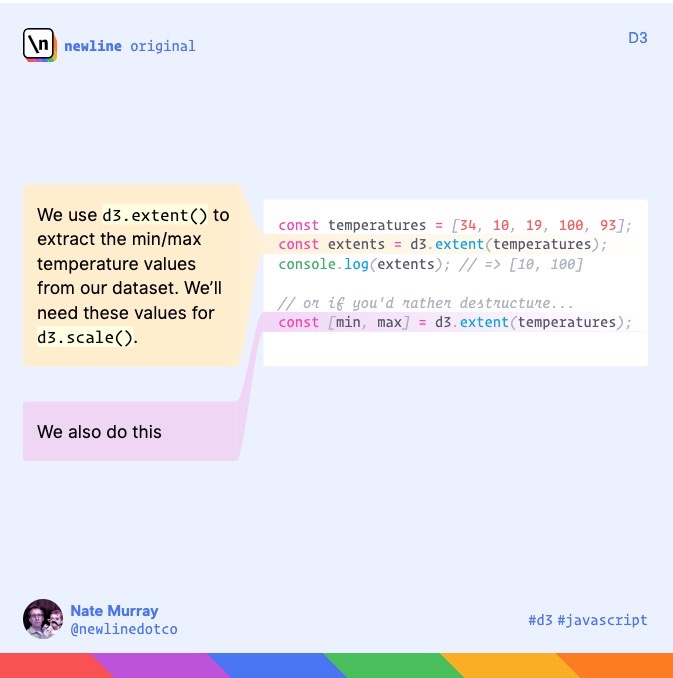 \n newline original
D3
We use d3.extent() to
extract the min/max
temperature values
from our dataset. We’ll
need these values for
d3.scale().
We also do this
const temperatures = [34, 10, 19, 100, 93];
const extents = d3.extent(temperatures);
console.log(extents); // => [10, 100]
// or if you'd rather destructure...
const [min, max] = d3.extent(temperatures);
Nate Murray
@newlinedotco
#d3 #javascript